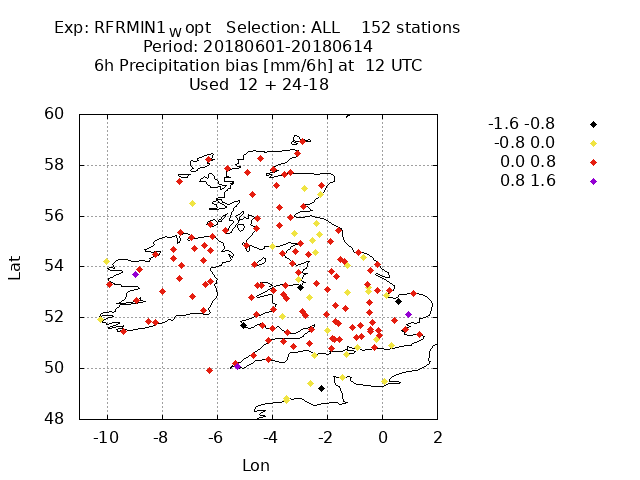 Exp: RFRMIN1_W opt Selection: ALL 152 stations
Period: 20180601-20180614
6h Precipitation bias [mm/6h] at 12 UTC
Used 12 + 24-18
-1.6 -0.8
-0.8 0.0
0.0 0.8
0.8 1.6
60
58
56
54
52
50
48
Lat
-10 -8 -6 -4 -2 0 2
Lon